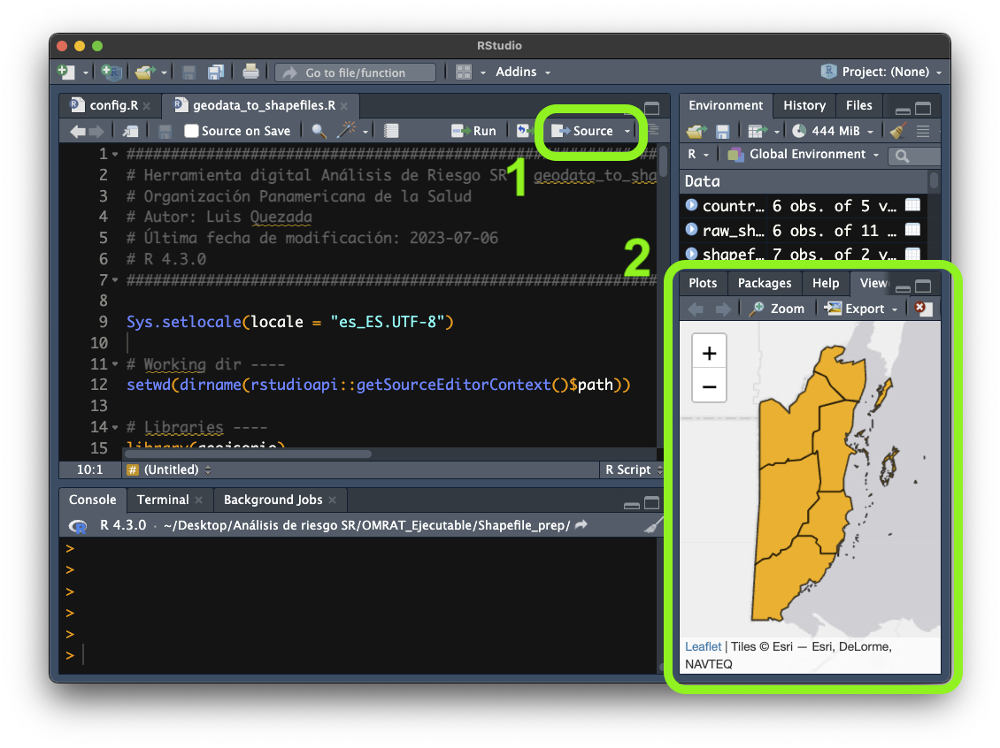 RStudio
Go to file/function
Addins
Project: (None)
config.R
geodata_to_shapefiles.R
Source on Save
Run
Source
1 ####################################################################
2 # Herramienta digital Análisis de Riesgo SR geodata_to_sha
3 # Organización Panamericana de la Salud
4 # Autor: Luis Quezada
5 # Última fecha de modificación: 2023-07-06
6 # R 4.3.0
7 ####################################################################
8
9 Sys.setlocale(locale = "es_ES.UTF-8")
10
11 # Working dir ----
12 setwd(dirname(rstudioapi::getSourceEditorContext()$path))
13
14 # Libraries ----
15 library(geojsonio)
10:1
# (Untitled)
R Script
1
Console
Terminal
Background Jobs
R 4.3.0 · ~/Desktop/Análisis de riesgo SR/OMRAT_Ejecutable/Shapefile_prep/
>
>
>
>
>
>
Environment
History
Files
444 MiB
R
Global Environment
Data
countr… 6 obs. of 5 v…
raw_sh… 6 obs. of 11 …
shapef… 7 obs. of 2 v…
2
Plots
Packages
Help
View
Zoom
Export
+
−
Leaflet | Tiles © Esri — Esri, DeLorme,
NAVTEQ